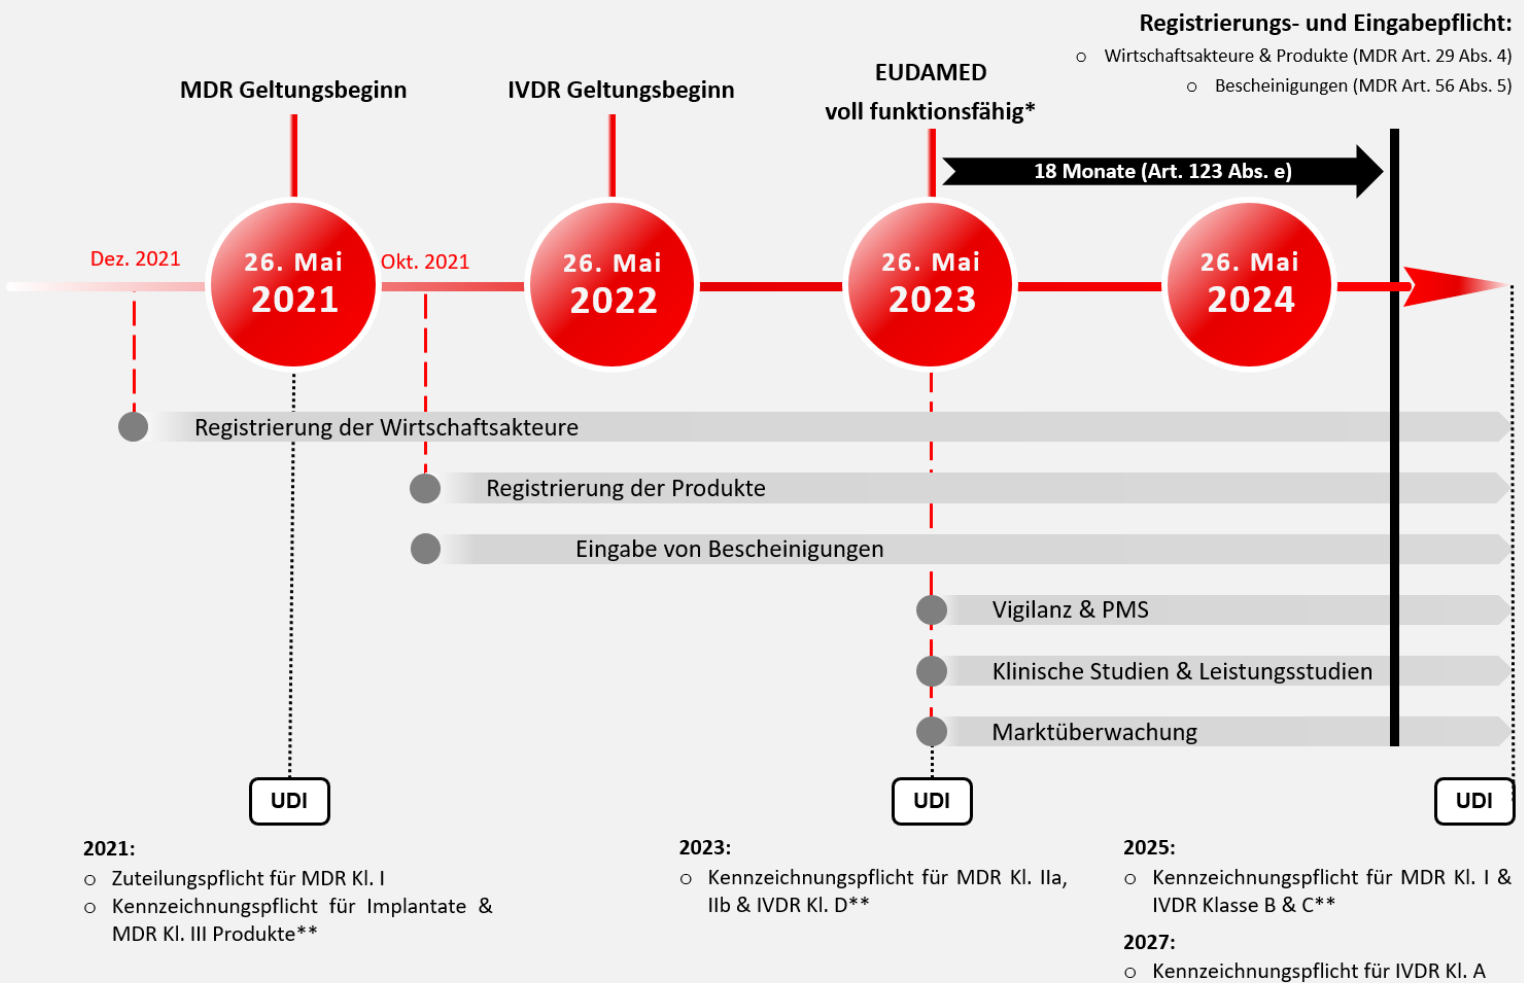 Registrierungs- und Eingabepflicht:
o Wirtschaftsakteure & Produkte (MDR Art. 29 Abs. 4)
o Bescheinigungen (MDR Art. 56 Abs. 5)
MDR Geltungsbeginn
IVDR Geltungsbeginn
EUDAMED
voll funktionsfähig*
18 Monate (Art. 123 Abs. e)
Dez. 2021
26. Mai
2021
Okt. 2021
26. Mai
2022
26. Mai
2023
26. Mai
2024
Registrierung der Wirtschaftsakteure
Registrierung der Produkte
Eingabe von Bescheinigungen
Vigilanz & PMS
Klinische Studien & Leistungsstudien
Marktüberwachung
UDI
UDI
UDI
2021:
o Zuteilungspflicht für MDR Kl. I
o Kennzeichnungspflicht für Implantate &
MDR Kl. III Produkte**
2023:
o Kennzeichnungspflicht für MDR Kl. IIa,
IIb & IVDR Kl. D**
2025:
o Kennzeichnungspflicht für MDR Kl. I &
IVDR Klasse B & C**
2027:
o Kennzeichnungspflicht für IVDR Kl. A